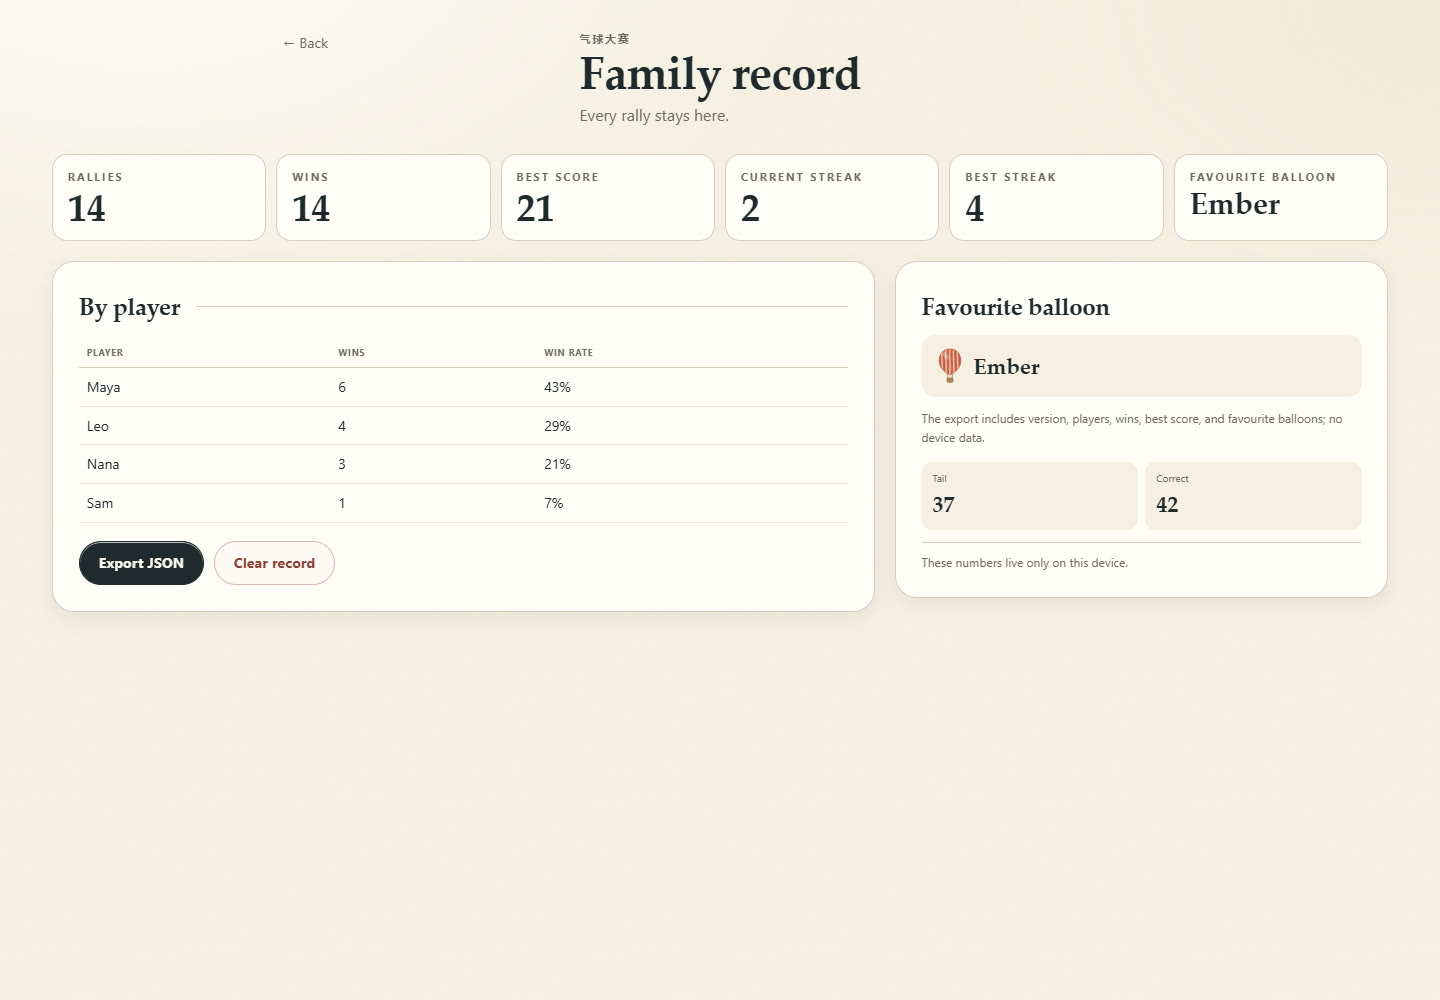 ← Back
气球大赛
Family record
Every rally stays here.
RALLIES
14
WINS
14
BEST SCORE
21
CURRENT STREAK
2
BEST STREAK
4
FAVOURITE BALLOON
Ember
By player
PLAYER WINS WIN RATE
Maya 6 43%
Leo 4 29%
Nana 3 21%
Sam 1 7%
Export JSON
Clear record
Favourite balloon
Ember
The export includes version, players, wins, best score, and favourite balloons; no
device data.
Tail
37
Correct
42
These numbers live only on this device.